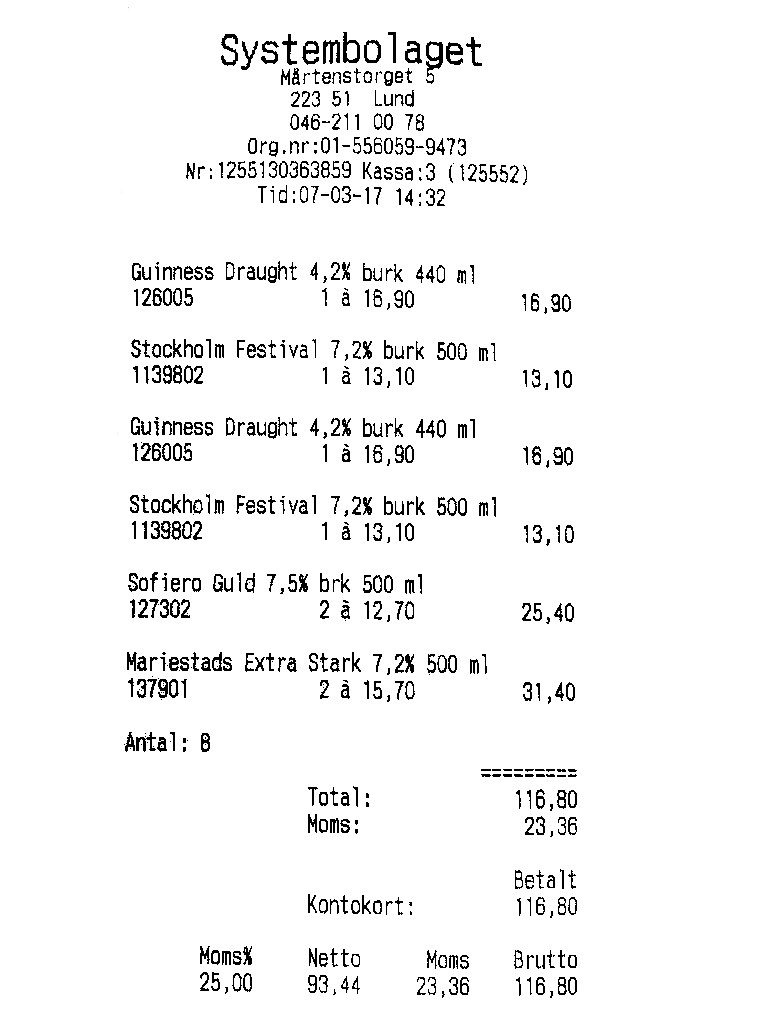 Systembolaget
Mårtenstorget 5
223 51 Lund
046-211 00 78
Org.nr:01-556059-9473
Nr:1255130363859 Kassa:3 (125552)
Tid:07-03-17 14:32
Guinness Draught 4,2% burk 440 ml
126005 1 à 16,90 16,90
Stockholm Festival 7,2% burk 500 ml
1139802 1 à 13,10 13,10
Guinness Draught 4,2% burk 440 ml
126005 1 à 16,90 16,90
Stockholm Festival 7,2% burk 500 ml
1139802 1 à 13,10 13,10
Sofiero Guld 7,5% brk 500 ml
127302 2 à 12,70 25,40
Mariestads Extra Stark 7,2% 500 ml
137901 2 à 15,70 31,40
Antal: 8
=========
Total: 116,80
Moms: 23,36
Betalt
Kontokort: 116,80
Moms% Netto Moms Brutto
25,00 93,44 23,36 116,80